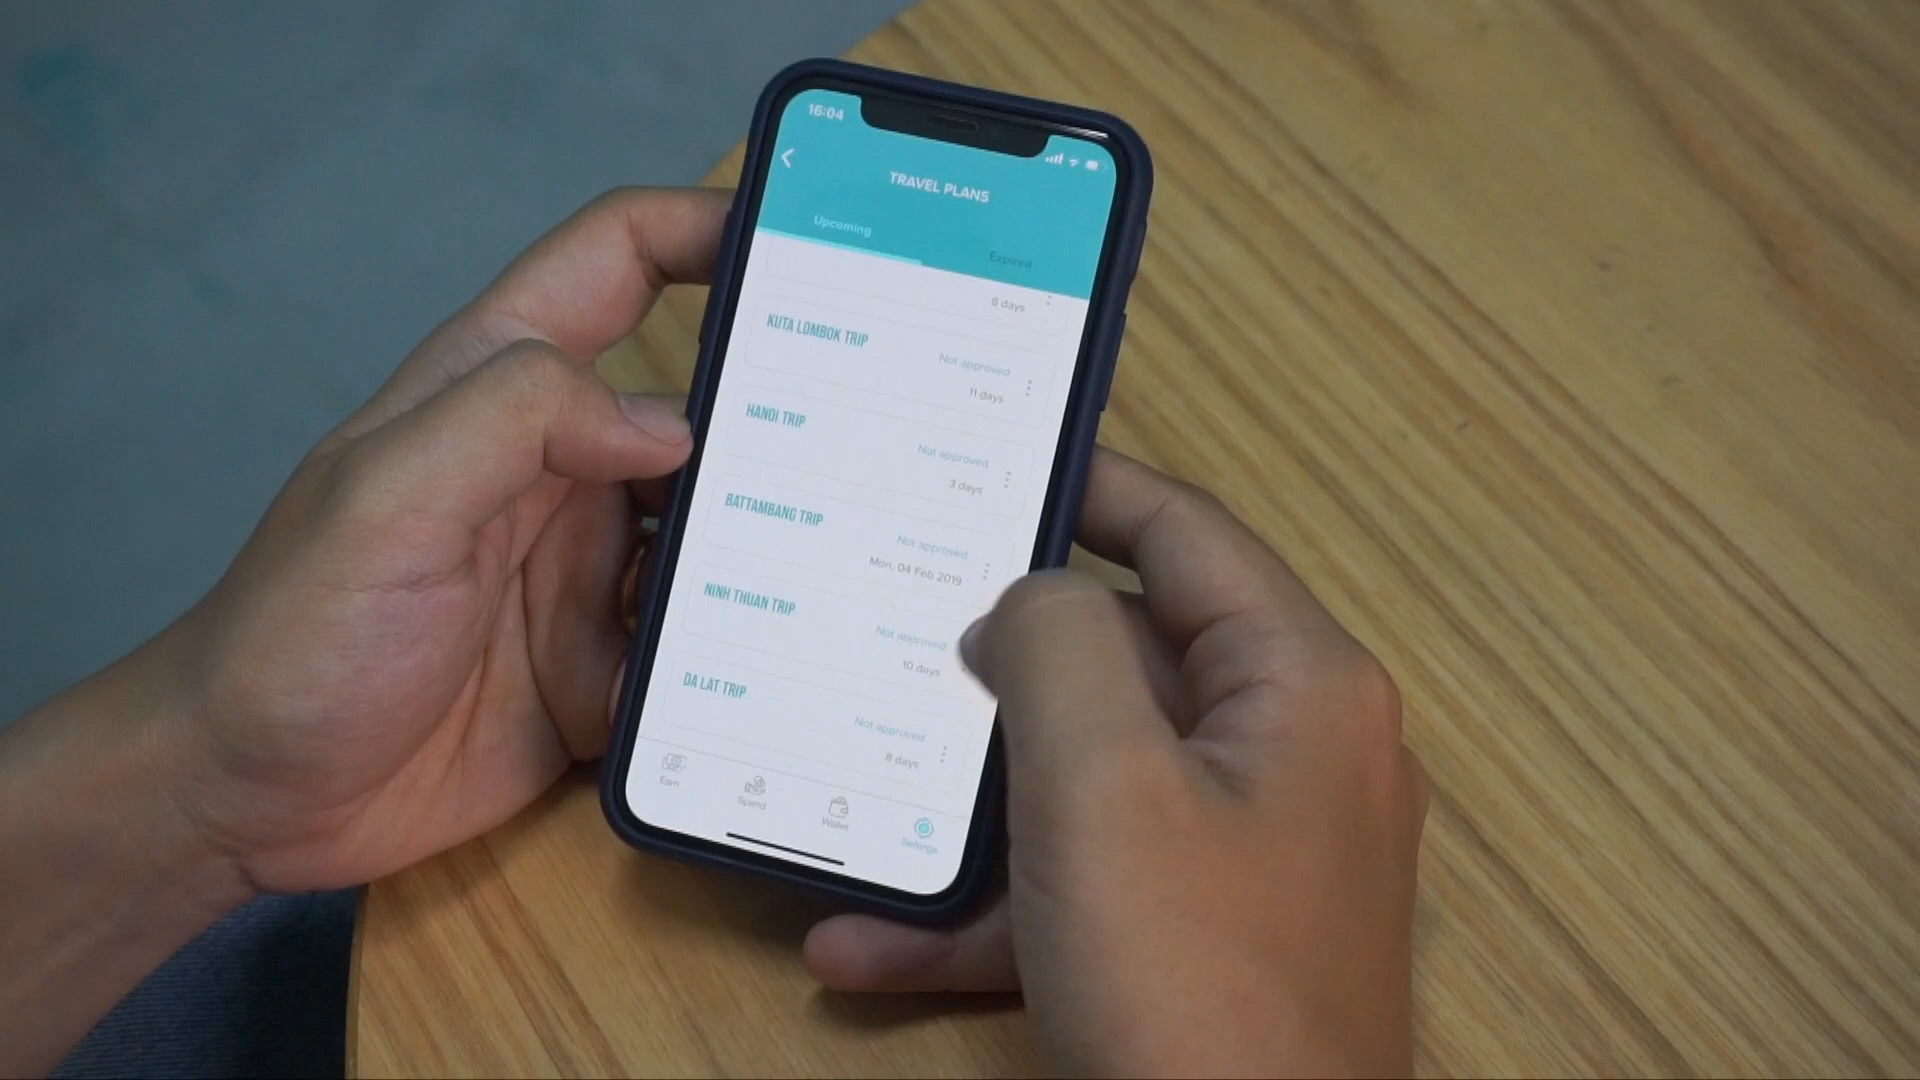 16:04
TRAVEL PLANS
Upcoming
Expired
8 days
KUTA LOMBOK TRIP
Not approved
11 days
HANOI TRIP
Not approved
3 days
BATTAMBANG TRIP
Not approved
Mon, 04 Feb 2019
NINH THUAN TRIP
Not approved
10 days
DA LAT TRIP
Not approved
8 days
Earn
Spend
Wallet
Settings